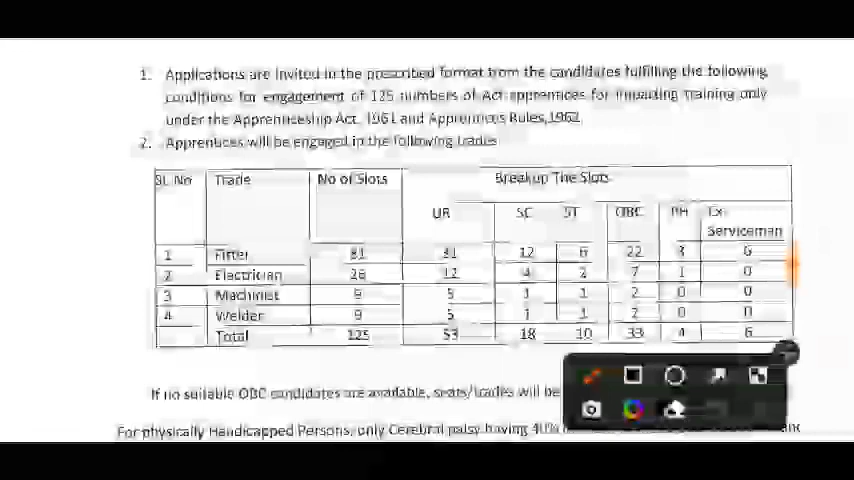 1. Applications are invited in the prescribed format from the candidates fulfilling the following
conditions for engagement of 125 numbers of Act apprentices for imparting training only
under the Apprenticeship Act, 1961 and Apprentices Rules,1962
2. Apprentices will be engaged in the following trades
SL No Trade No of Slots Breakup The Slots
UR SC ST OBC PH Ex-
Serviceman
1 Fitter 81 31 12 6 22 3 6
2 Electrician 26 12 4 2 7 1 0
3 Machinist 9 5 1 1 2 0 0
4 Welder 9 5 1 1 2 0 0
Total 125 53 18 10 33 4 6
If no suitable OBC candidates are available, seats/trades will be
For physically Handicapped Persons, only Cerebral palsy having 40%